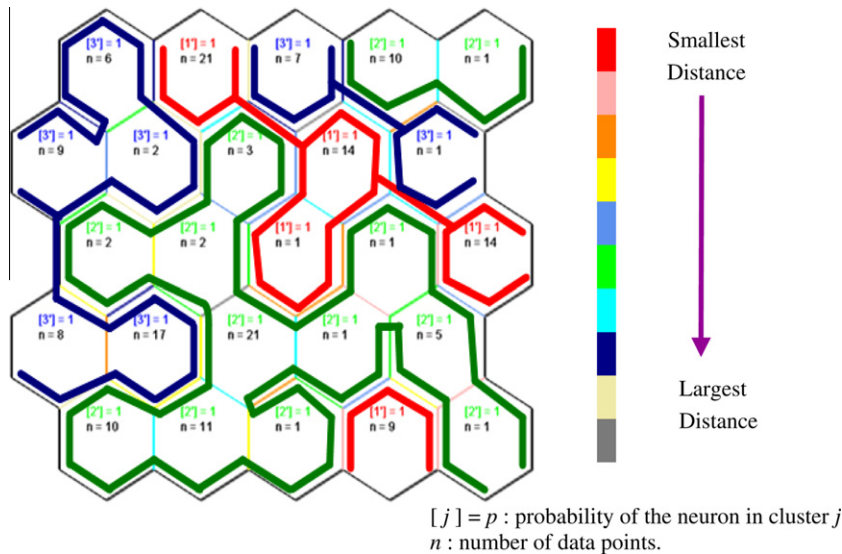 [3'] = 1
n = 6
[1'] = 1
n = 21
[3'] = 1
n = 7
[2'] = 1
n = 10
[2'] = 1
n = 1
[3'] = 1
n = 9
[3'] = 1
n = 2
[2'] = 1
n = 3
[1'] = 1
n = 14
[3'] = 1
n = 1
[2'] = 1
n = 2
[2'] = 1
n = 2
[1'] = 1
n = 1
[2'] = 1
n = 1
[1'] = 1
n = 14
[3'] = 1
n = 8
[3'] = 1
n = 17
[2'] = 1
n = 21
[2'] = 1
n = 1
[2'] = 1
n = 5
[2'] = 1
n = 10
[2'] = 1
n = 11
[2'] = 1
n = 1
[1'] = 1
n = 9
[2'] = 1
n = 1
Smallest
Distance
Largest
Distance
[ j ] = p : probability of the neuron in cluster j
n : number of data points.